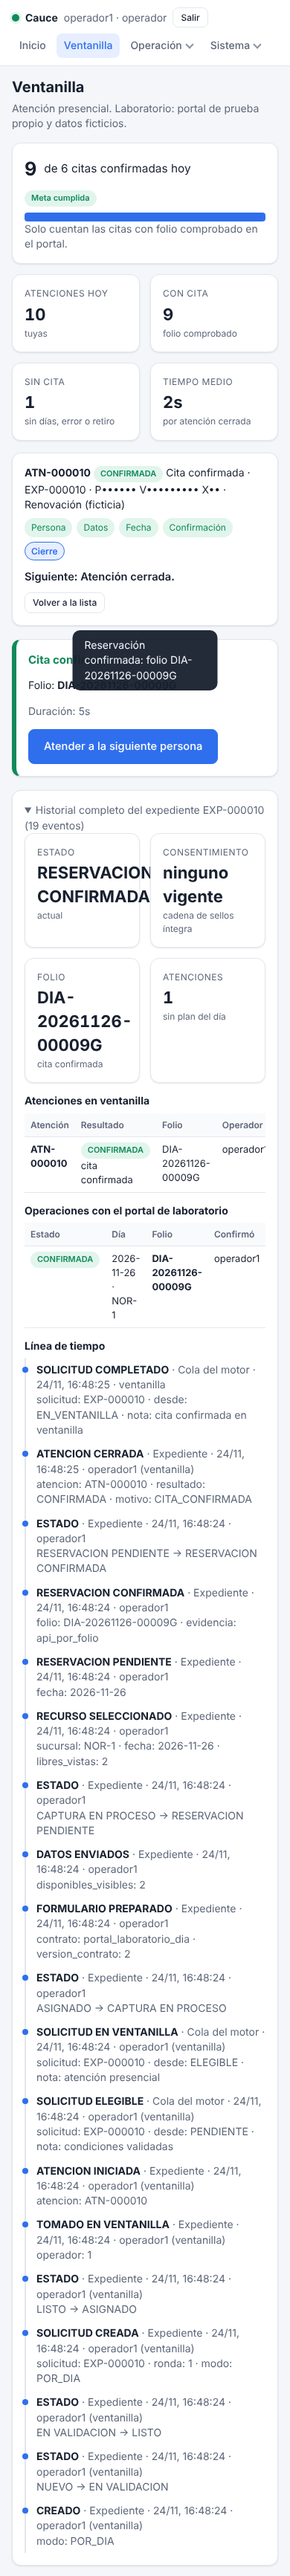 Cauce operador1 · operador Salir
Inicio Ventanilla Operación Sistema
Ventanilla
Atención presencial. Laboratorio: portal de prueba
propio y datos ficticios.
9 de 6 citas confirmadas hoy
Meta cumplida
Solo cuentan las citas con folio comprobado en
el portal.
ATENCIONES HOY
10
tuyas
CON CITA
9
folio comprobado
SIN CITA
1
sin días, error o retiro
TIEMPO MEDIO
2s
por atención cerrada
ATN-000010 CONFIRMADA Cita confirmada ·
EXP-000010 · P•••••• V••••••••• X•• ·
Renovación (ficticia)
Persona Datos Fecha Confirmación
Cierre
Siguiente: Atención cerrada.
Volver a la lista
Reservación
confirmada: folio DIA-
20261126-00009G
Cita con
Folio: DIA
Duración: 5s
Atender a la siguiente persona
▼ Historial completo del expediente EXP-000010
(19 eventos)
ESTADO
RESERVACION
CONFIRMADA
actual
CONSENTIMIENTO
ninguno
vigente
cadena de sellos
íntegra
FOLIO
DIA-
20261126-
00009G
cita confirmada
ATENCIONES
1
sin plan del día
Atenciones en ventanilla
Atención Resultado Folio Operador
ATN-
000010
CONFIRMADA
cita
confirmada
DIA-
20261126-
00009G
operador1
Operaciones con el portal de laboratorio
Estado Día Folio Confirmó
CONFIRMADA
2026-
11-26
·
NOR-
1
DIA-
20261126-
00009G
operador1
Línea de tiempo
SOLICITUD COMPLETADO · Cola del motor ·
24/11, 16:48:25 · ventanilla
solicitud: EXP-000010 · desde:
EN_VENTANILLA · nota: cita confirmada en
ventanilla
ATENCION CERRADA · Expediente · 24/11,
16:48:25 · operador1 (ventanilla)
atencion: ATN-000010 · resultado:
CONFIRMADA · motivo: CITA_CONFIRMADA
ESTADO · Expediente · 24/11, 16:48:24 ·
operador1
RESERVACION PENDIENTE → RESERVACION
CONFIRMADA
RESERVACION CONFIRMADA · Expediente ·
24/11, 16:48:24 · operador1
folio: DIA-20261126-00009G · evidencia:
api_por_folio
RESERVACION PENDIENTE · Expediente ·
24/11, 16:48:24 · operador1
fecha: 2026-11-26
RECURSO SELECCIONADO · Expediente ·
24/11, 16:48:24 · operador1
sucursal: NOR-1 · fecha: 2026-11-26 ·
libres_vistas: 2
ESTADO · Expediente · 24/11, 16:48:24 ·
operador1
CAPTURA EN PROCESO → RESERVACION
PENDIENTE
DATOS ENVIADOS · Expediente · 24/11,
16:48:24 · operador1
disponibles_visibles: 2
FORMULARIO PREPARADO · Expediente ·
24/11, 16:48:24 · operador1
contrato: portal_laboratorio_dia ·
version_contrato: 2
ESTADO · Expediente · 24/11, 16:48:24 ·
operador1
ASIGNADO → CAPTURA EN PROCESO
SOLICITUD EN VENTANILLA · Cola del motor ·
24/11, 16:48:24 · operador1 (ventanilla)
solicitud: EXP-000010 · desde: ELEGIBLE ·
nota: atención presencial
SOLICITUD ELEGIBLE · Cola del motor · 24/11,
16:48:24 · operador1 (ventanilla)
solicitud: EXP-000010 · desde: PENDIENTE ·
nota: condiciones validadas
ATENCION INICIADA · Expediente · 24/11,
16:48:24 · operador1 (ventanilla)
atencion: ATN-000010
TOMADO EN VENTANILLA · Expediente ·
24/11, 16:48:24 · operador1 (ventanilla)
operador: 1
ESTADO · Expediente · 24/11, 16:48:24 ·
operador1 (ventanilla)
LISTO → ASIGNADO
SOLICITUD CREADA · Expediente · 24/11,
16:48:24 · operador1 (ventanilla)
solicitud: EXP-000010 · ronda: 1 · modo:
POR_DIA
ESTADO · Expediente · 24/11, 16:48:24 ·
operador1 (ventanilla)
EN VALIDACION → LISTO
ESTADO · Expediente · 24/11, 16:48:24 ·
operador1 (ventanilla)
NUEVO → EN VALIDACION
CREADO · Expediente · 24/11, 16:48:24 ·
operador1 (ventanilla)
modo: POR_DIA